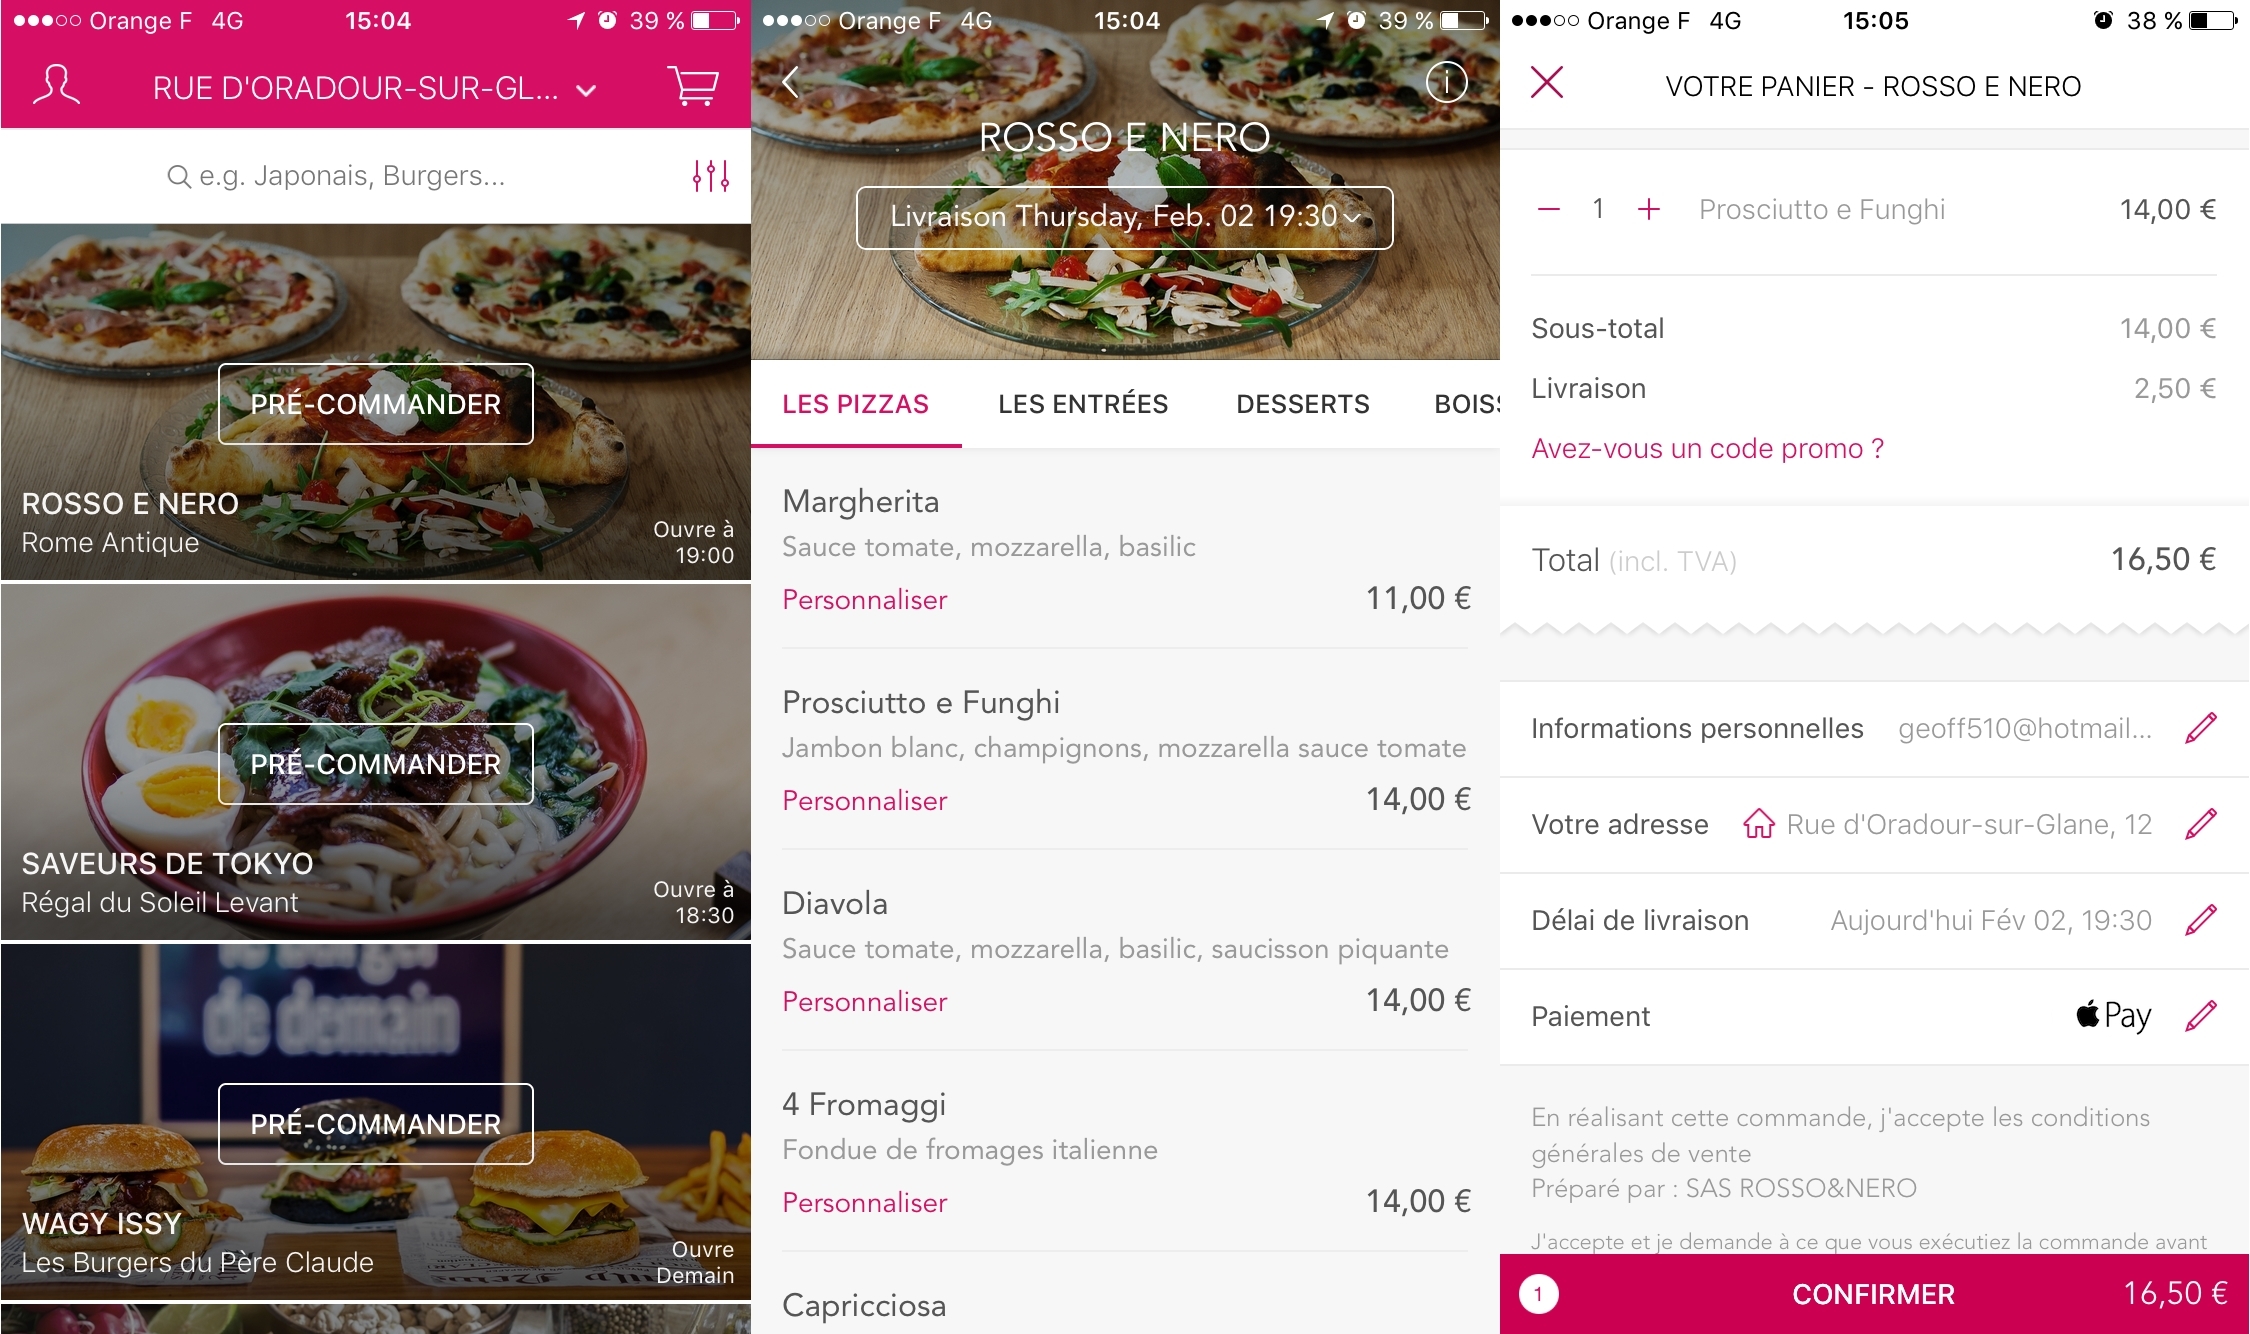 Orange F 4G 15:04 39 %
RUE D'ORADOUR-SUR-GL...
e.g. Japonais, Burgers...
PRÉ-COMMANDER
ROSSO E NERO
Rome Antique
Ouvre à
19:00
PRÉ-COMMANDER
SAVEURS DE TOKYO
Régal du Soleil Levant
Ouvre à
18:30
de demain
PRÉ-COMMANDER
WAGY ISSY
Les Burgers du Père Claude
Ouvre
Demain
Orange F 4G 15:04 39 %
ROSSO E NERO
Livraison Thursday, Feb. 02 19:30
LES PIZZAS LES ENTRÉES DESSERTS BOISS
Margherita
Sauce tomate, mozzarella, basilic
Personnaliser 11,00 €
Prosciutto e Funghi
Jambon blanc, champignons, mozzarella sauce tomate
Personnaliser 14,00 €
Diavola
Sauce tomate, mozzarella, basilic, saucisson piquante
Personnaliser 14,00 €
4 Fromaggi
Fondue de fromages italienne
Personnaliser 14,00 €
Capricciosa
Orange F 4G 15:05 38 %
VOTRE PANIER - ROSSO E NERO
− 1 + Prosciutto e Funghi 14,00 €
Sous-total 14,00 €
Livraison 2,50 €
Avez-vous un code promo ?
Total (incl. TVA) 16,50 €
Informations personnelles geoff510@hotmail...
Votre adresse Rue d'Oradour-sur-Glane, 12
Délai de livraison Aujourd'hui Fév 02, 19:30
Paiement Pay
En réalisant cette commande, j'accepte les conditions
générales de vente
Préparé par : SAS ROSSO&NERO
J'accepte et je demande à ce que vous exécutiez la commande avant
1 CONFIRMER 16,50 €